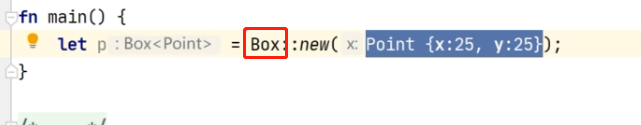 fn main() {
let p : Box<Point> = Box::new( x: Point {x:25, y:25});
}